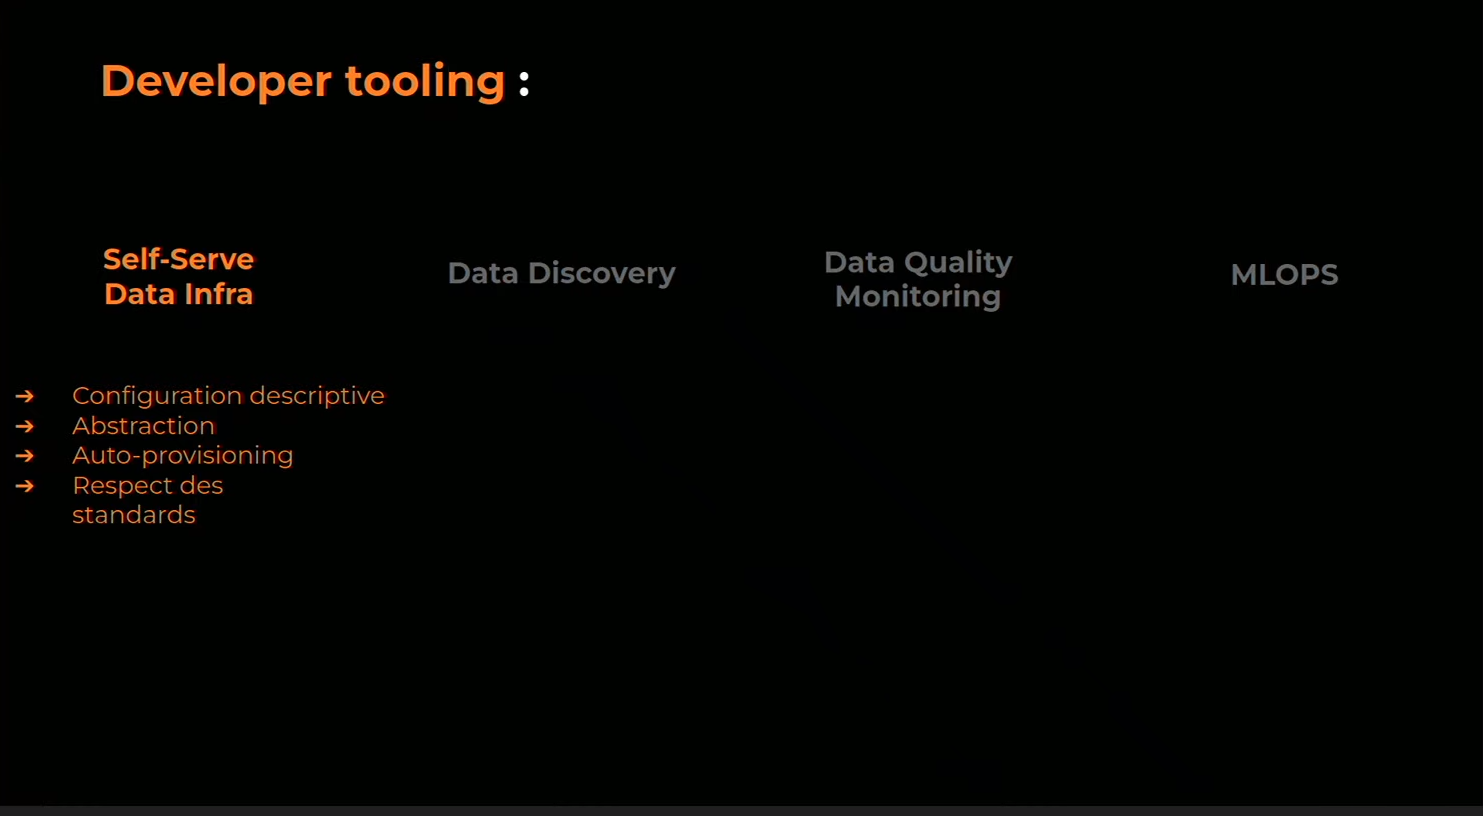 Developer tooling :
Self-Serve
Data Infra
Data Discovery
Data Quality
Monitoring
MLOPS
➔ Configuration descriptive
➔ Abstraction
➔ Auto-provisioning
➔ Respect des
standards